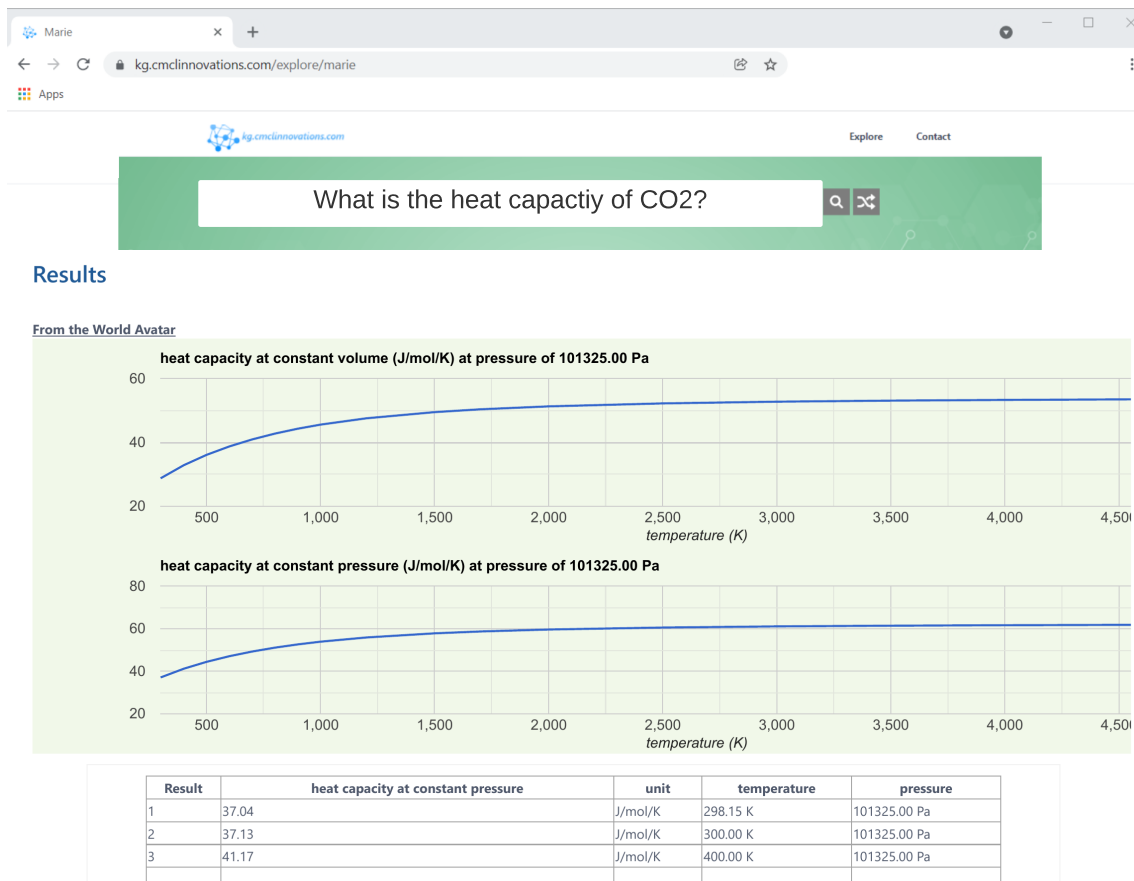 Marie
kg.cmclinnovations.com/explore/marie
Apps
kg.cmclinnovations.com Explore Contact
What is the heat capactiy of CO2?
Results
From the World Avatar
heat capacity at constant volume (J/mol/K) at pressure of 101325.00 Pa
60
40
20
500 1,000 1,500 2,000 2,500 3,000 3,500 4,000 4,500
temperature (K)
heat capacity at constant pressure (J/mol/K) at pressure of 101325.00 Pa
80
60
40
20
500 1,000 1,500 2,000 2,500 3,000 3,500 4,000 4,500
temperature (K)
Result heat capacity at constant pressure unit temperature pressure
1 37.04 J/mol/K 298.15 K 101325.00 Pa
2 37.13 J/mol/K 300.00 K 101325.00 Pa
3 41.17 J/mol/K 400.00 K 101325.00 Pa